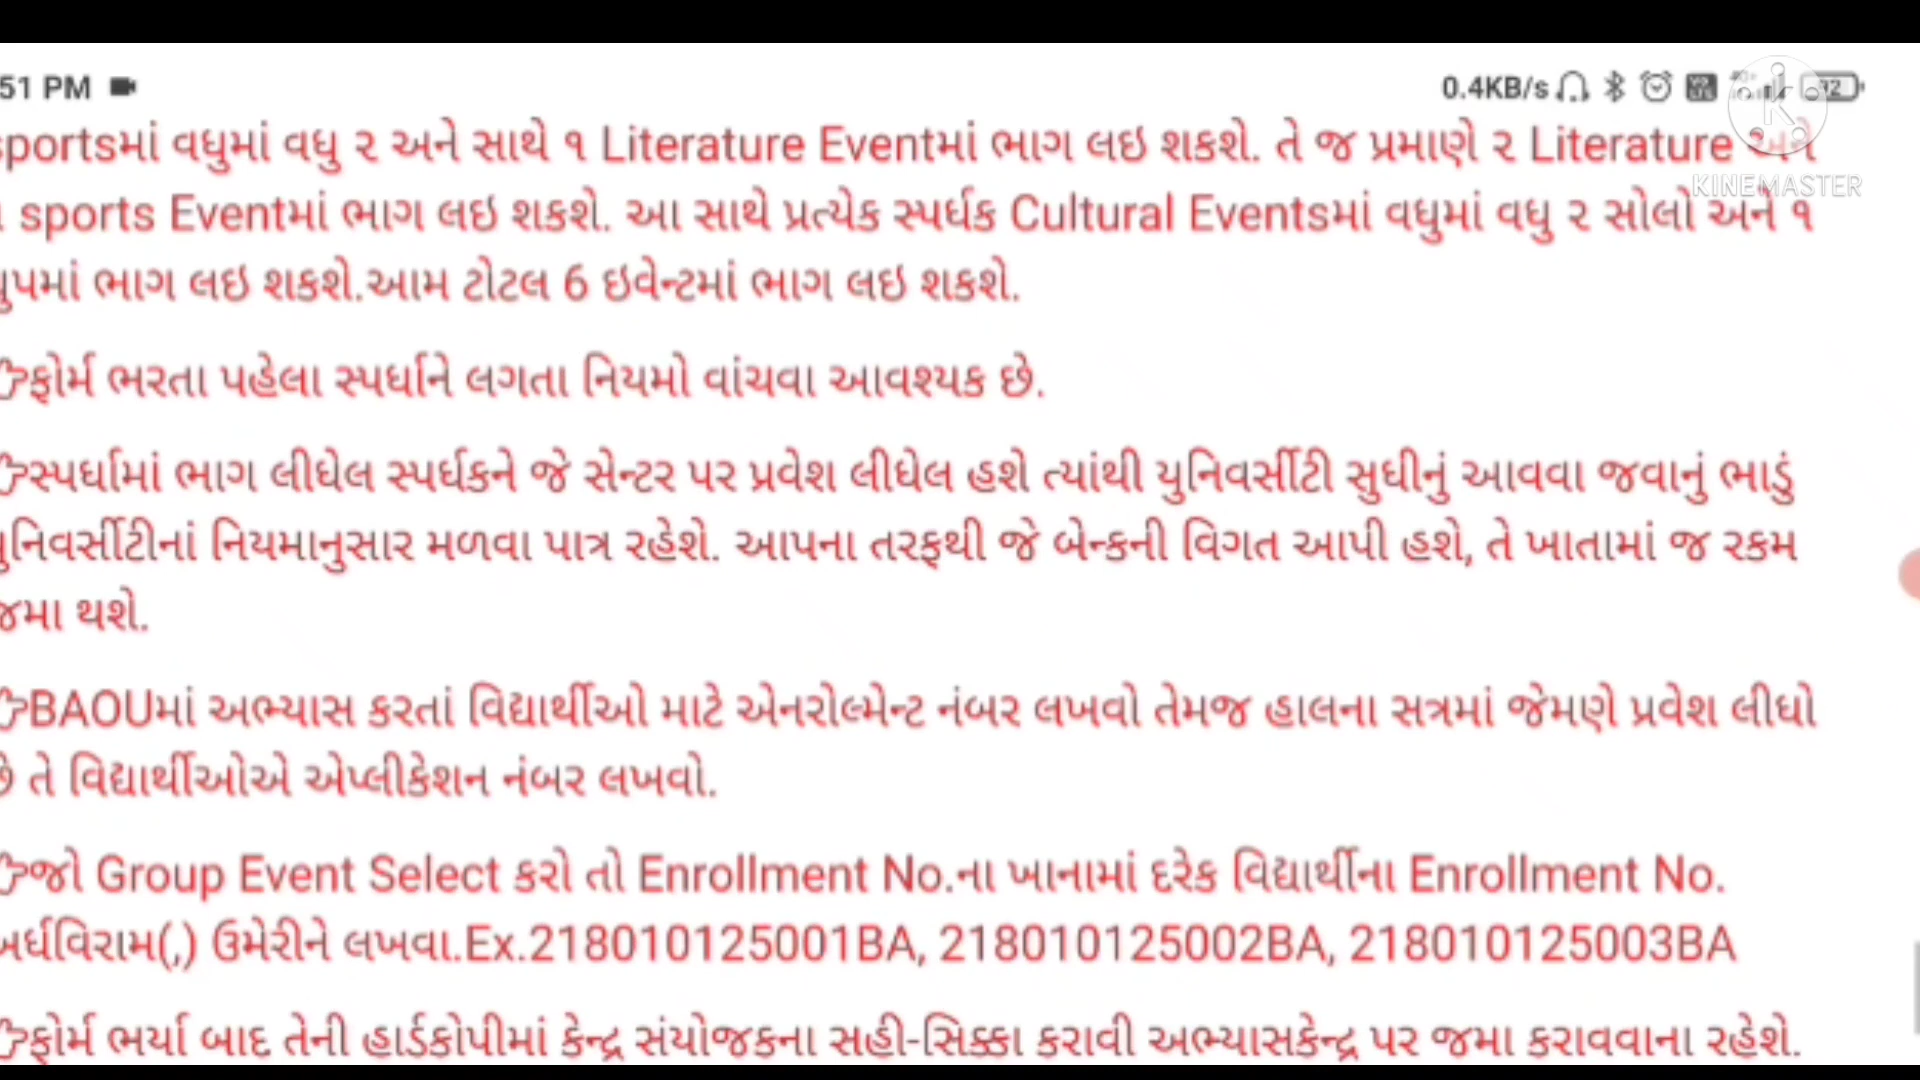 51 PM 0.4KB/s
KINEMASTER
sportsમાં વધુમાં વધુ ૨ અને સાથે ૧ Literature Eventમાં ભાગ લઇ શકશે. તે જ પ્રમાણે ૨ Literature અને
sports Eventમાં ભાગ લઇ શકશે. આ સાથે પ્રત્યેક સ્પર્ધક Cultural Eventsમાં વધુમાં વધુ ૨ સોલો અને ૧
ભાગ લઇ શકશે.આમ ટોટલ 6 ઇવેન્ટમાં ભાગ લઇ શકશે.
ફોર્મ ભરતા પહેલા સ્પર્ધાને લગતા નિયમો વાંચવા આવશ્યક છે.
સ્પર્ધામાં ભાગ લીધેલ સ્પર્ધકને જે સેન્ટર પર પ્રવેશ લીધેલ હશે ત્યાંથી યુનિવર્સીટી સુધીનું આવવા જવાનું ભાડું
યુનિવર્સીટીનાં નિયમાનુસાર મળવા પાત્ર રહેશે. આપના તરફથી જે બેન્કની વિગત આપી હશે, તે ખાતામાં જ રકમ
જમા થશે.
BAOUમાં અભ્યાસ કરતાં વિદ્યાર્થીઓ માટે એનરોલ્મેન્ટ નંબર લખવો તેમજ હાલના સત્રમાં જેમણે પ્રવેશ લીધો
છે તે વિદ્યાર્થીઓએ એપ્લીકેશન નંબર લખવો.
જો Group Event Select કરો તો Enrollment No.ના ખાનામાં દરેક વિદ્યાર્થીના Enrollment No.
અર્ધવિરામ(,) ઉમેરીને લખવા.Ex.218010125001BA, 218010125002BA, 218010125003BA
ફોર્મ ભર્યા બાદ તેની હાર્ડકોપીમાં કેન્દ્ર સંયોજકના સહી-સિક્કા કરાવી અભ્યાસકેન્દ્ર પર જમા કરાવવાના રહેશે.